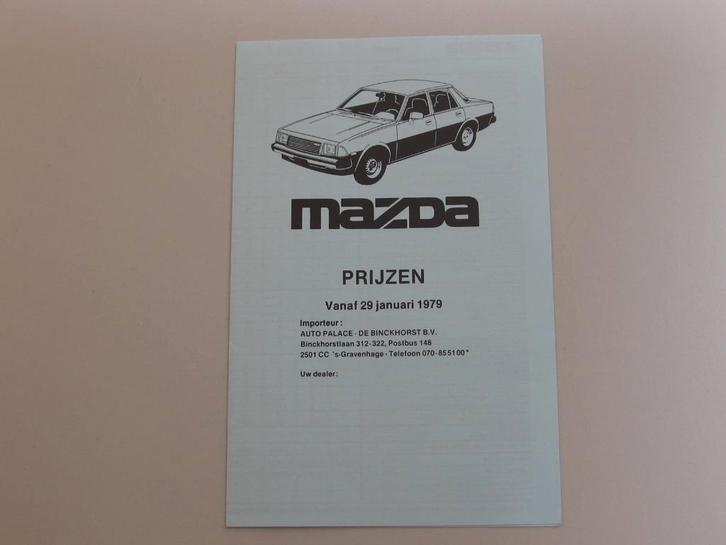 mazda
PRIJZEN
Vanaf 29 januari 1979
Importeur:
AUTO PALACE - DE BINCKHORST B.V.
Binckhorstlaan 312-322, Postbus 148
2501 CC 's-Gravenhage - Telefoon 070-855100*
Uw dealer: